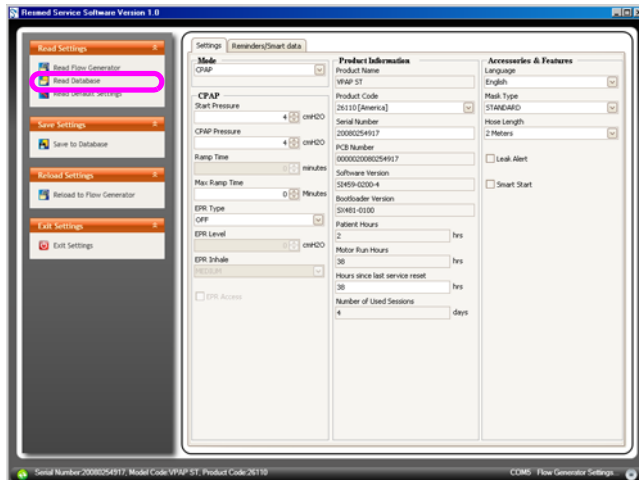 Resmed Service Software Version 1.0
Read Settings
Read Flow Generator
Read Database
Read Default Settings
Save Settings
Save to Database
Reload Settings
Reload to Flow Generator
Exit Settings
Exit Settings
Settings
Reminders/Smart data
Mode
CPAP
CPAP
Start Pressure
4 cmH2O
CPAP Pressure
4 cmH2O
Ramp Time
0 minutes
Max Ramp Time
0 Minutes
EPR Type
OFF
EPR Level
0 cmH2O
EPR Inhale
MEDIUM
EPR Access
Product Information
Product Name
VPAP ST
Product Code
26110 [America]
Serial Number
20080254917
PCB Number
0000020080254917
Software Version
SI459-0200-4
Bootloader Version
SX481-0100
Patient Hours
2 hrs
Motor Run Hours
38 hrs
Hours since last service reset
38 hrs
Number of Used Sessions
4 days
Accessories & Features
Language
English
Mask Type
STANDARD
Hose Length
2 Meters
Leak Alert
Smart Start
Serial Number:20080254917, Model Code:VPAP ST, Product Code:26110
COM5 Flow Generator Settings...